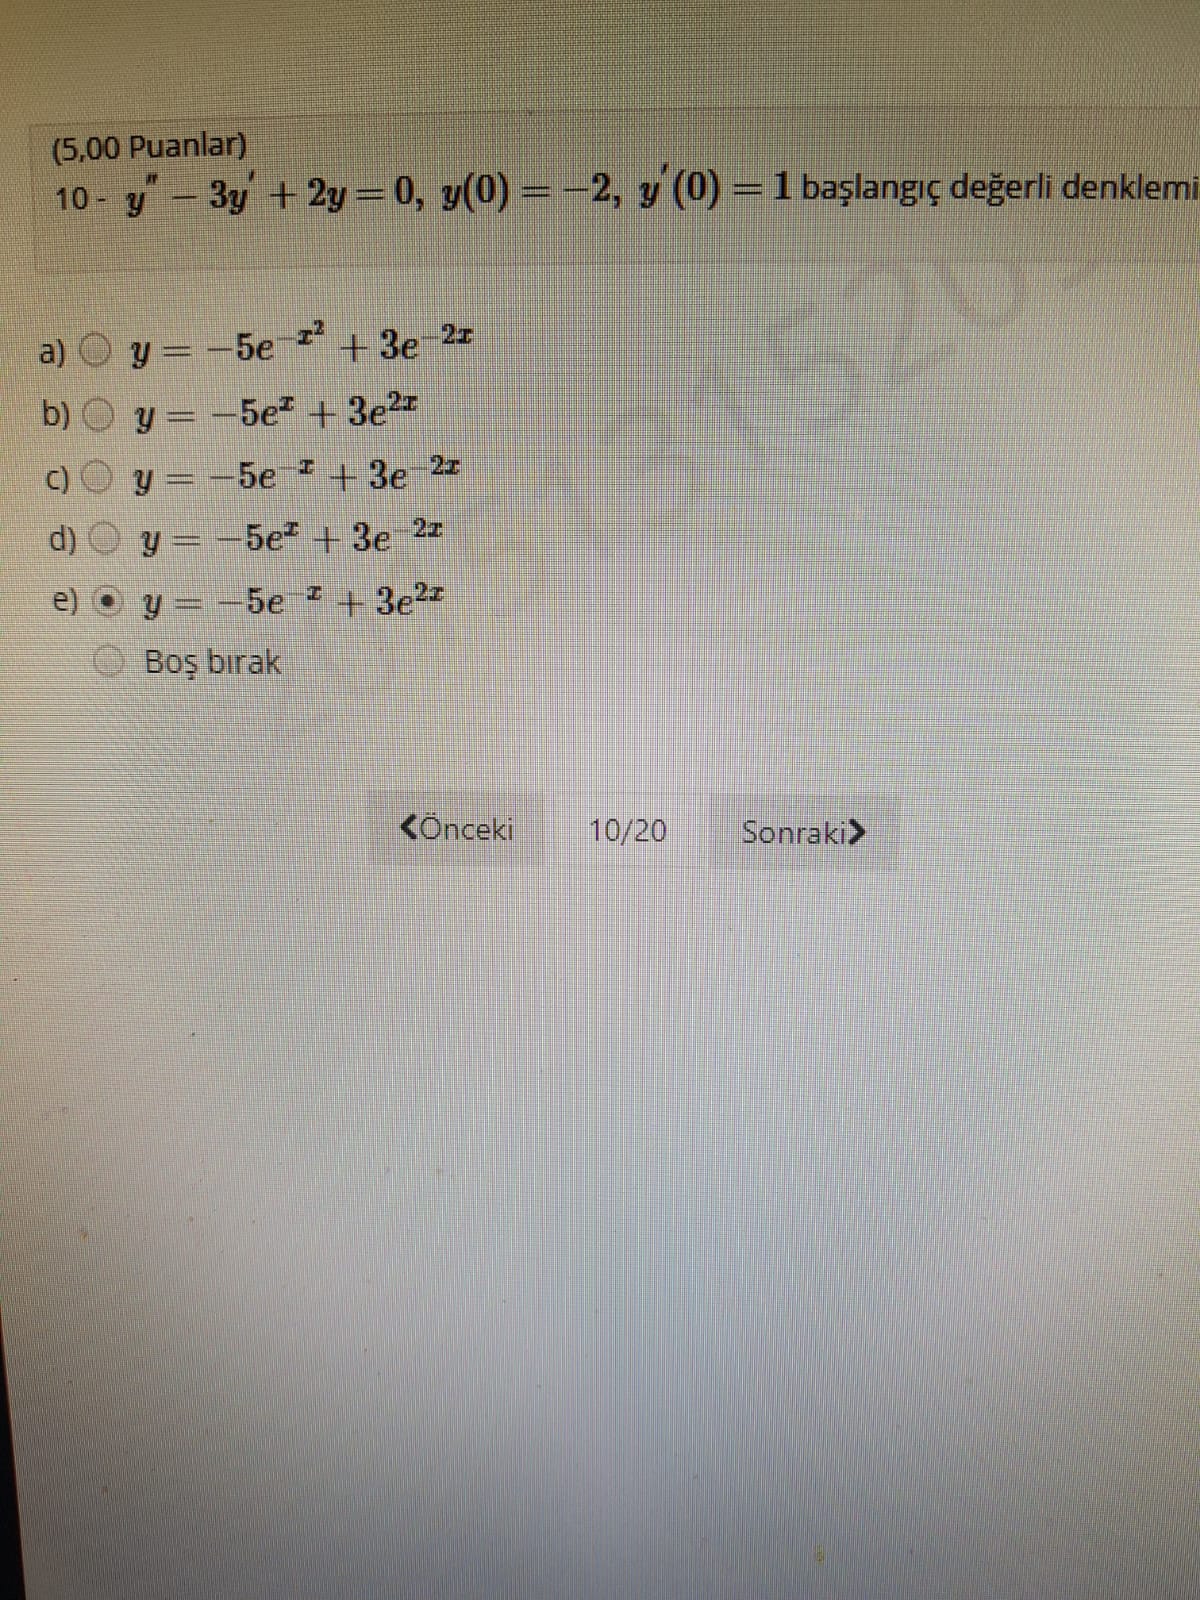 (5,00 Puanlar)
10 - y'' − 3y' + 2y = 0, y(0) = −2, y'(0) = 1 başlangıç değerli denklemi
a) y = −5e^{−x²} + 3e^{−2x}
b) y = −5e^{x} + 3e^{2x}
c) y = −5e^{−x} + 3e^{−2x}
d) y = −5e^{x} + 3e^{−2x}
e) y = −5e^{−x} + 3e^{2x}
Boş bırak
Önceki 10/20 Sonraki